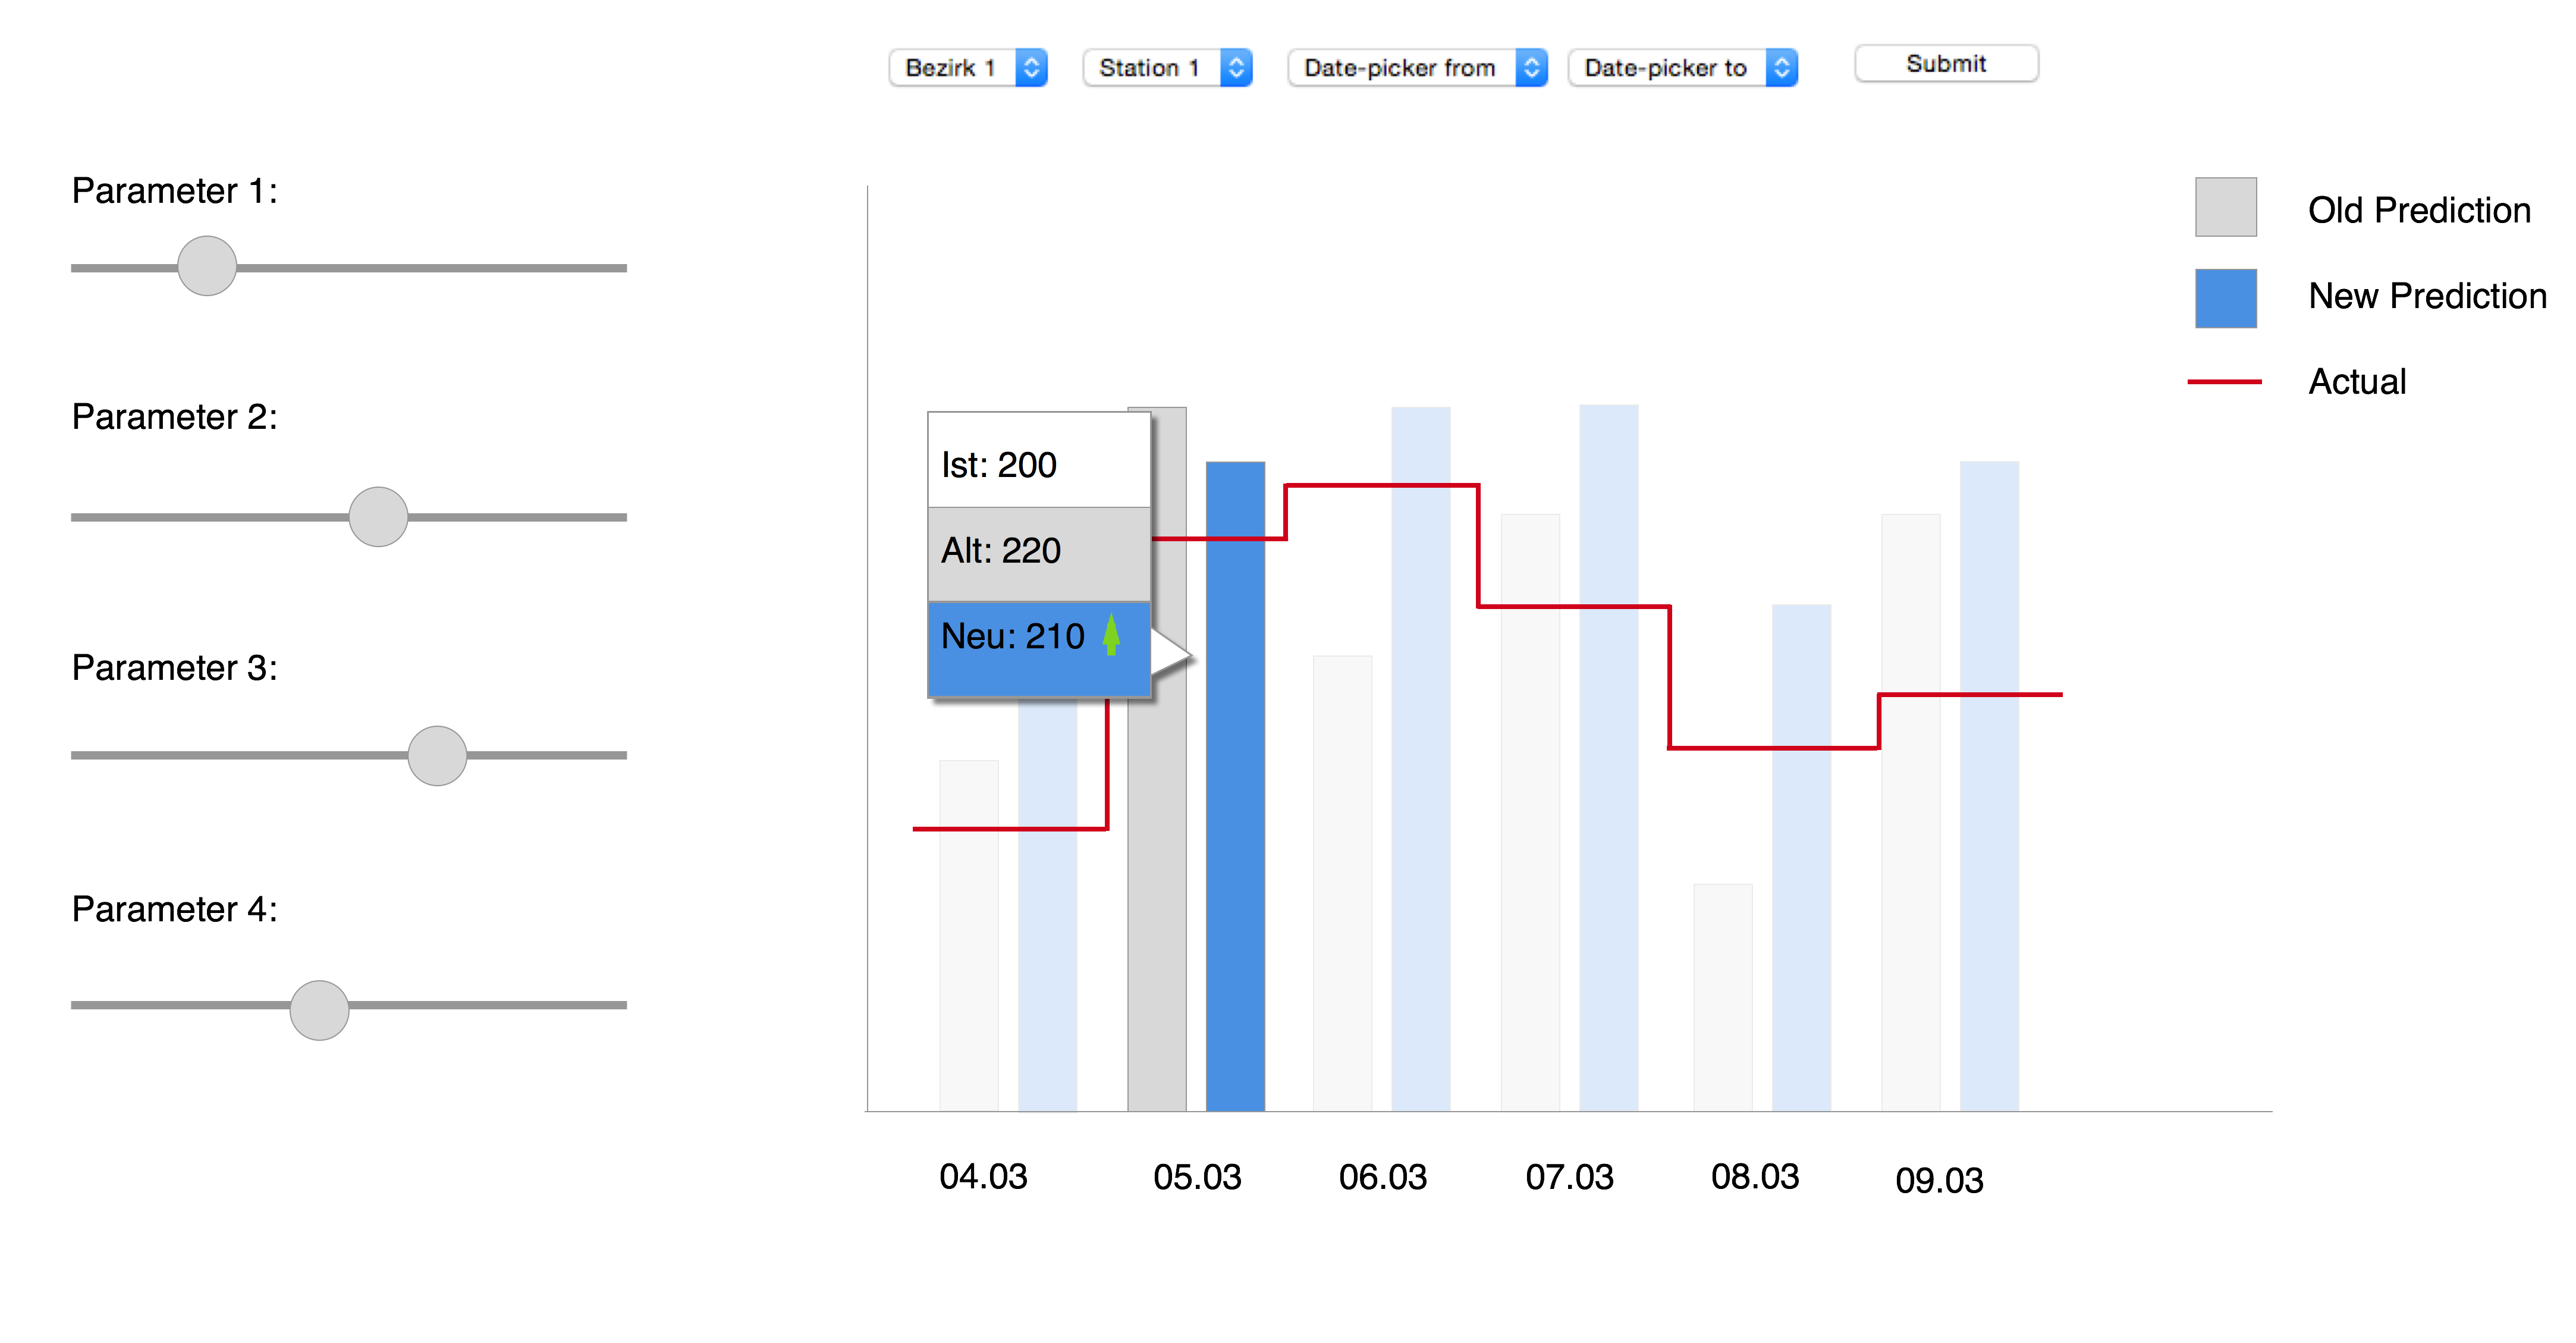 Bezirk 1
Station 1
Date-picker from
Date-picker to
Submit
Parameter 1:
Parameter 2:
Parameter 3:
Parameter 4:
Old Prediction
New Prediction
Actual
Ist: 200
Alt: 220
Neu: 210
04.03
05.03
06.03
07.03
08.03
09.03